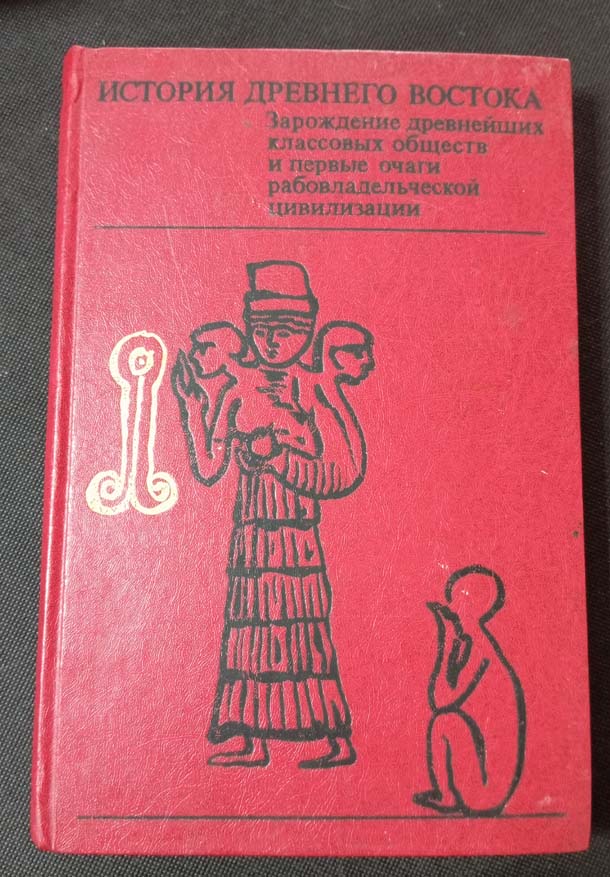 ИСТОРИЯ ДРЕВНЕГО ВОСТОКА
Зарождение древнейших
классовых обществ
и первые очаги
рабовладельческой
цивилизации